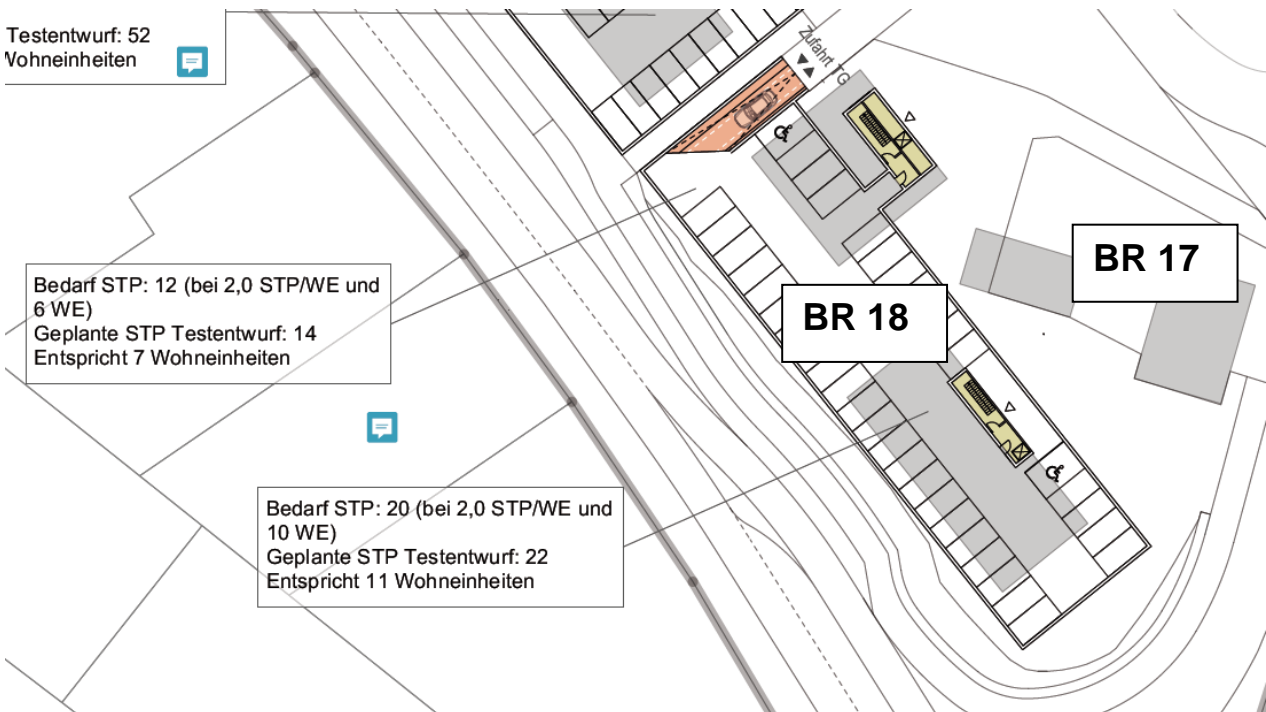 Testentwurf: 52
Wohneinheiten
Zufahrt TG
BR 17
BR 18
Bedarf STP: 12 (bei 2,0 STP/WE und
6 WE)
Geplante STP Testentwurf: 14
Entspricht 7 Wohneinheiten
Bedarf STP: 20 (bei 2,0 STP/WE und
10 WE)
Geplante STP Testentwurf: 22
Entspricht 11 Wohneinheiten